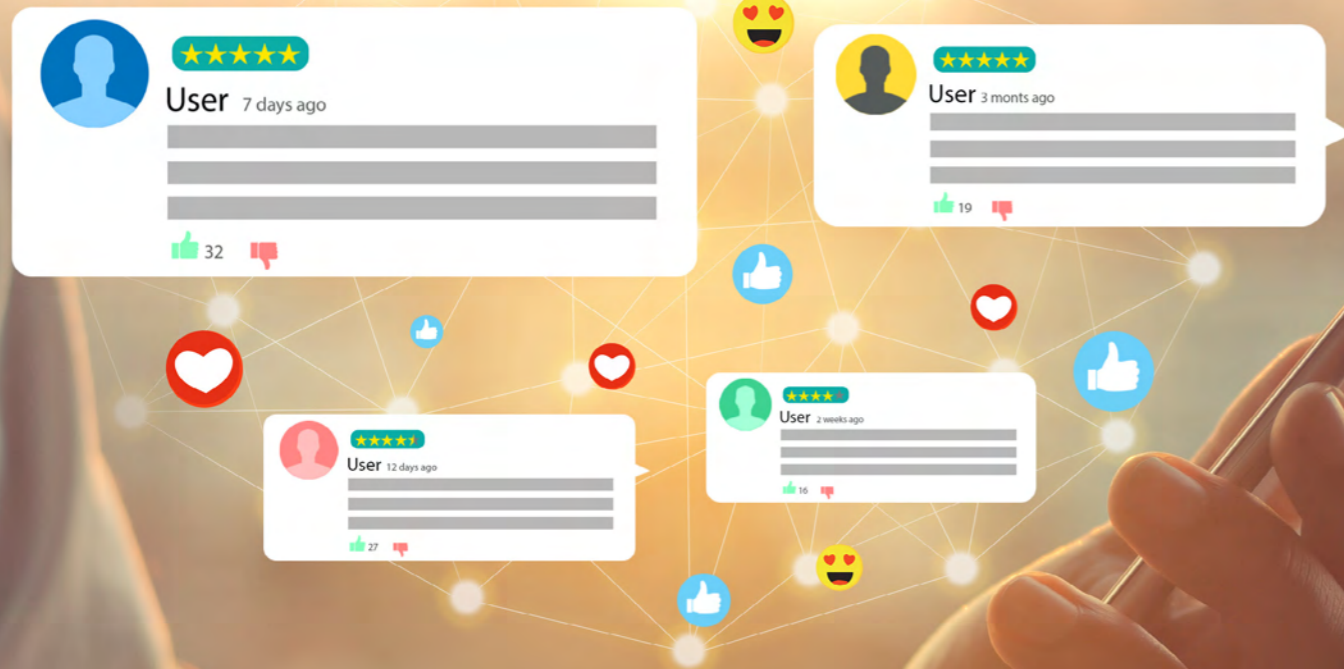 User 7 days ago
32
User 3 monts ago
19
User 2 weeks ago
16
User 12 days ago
27